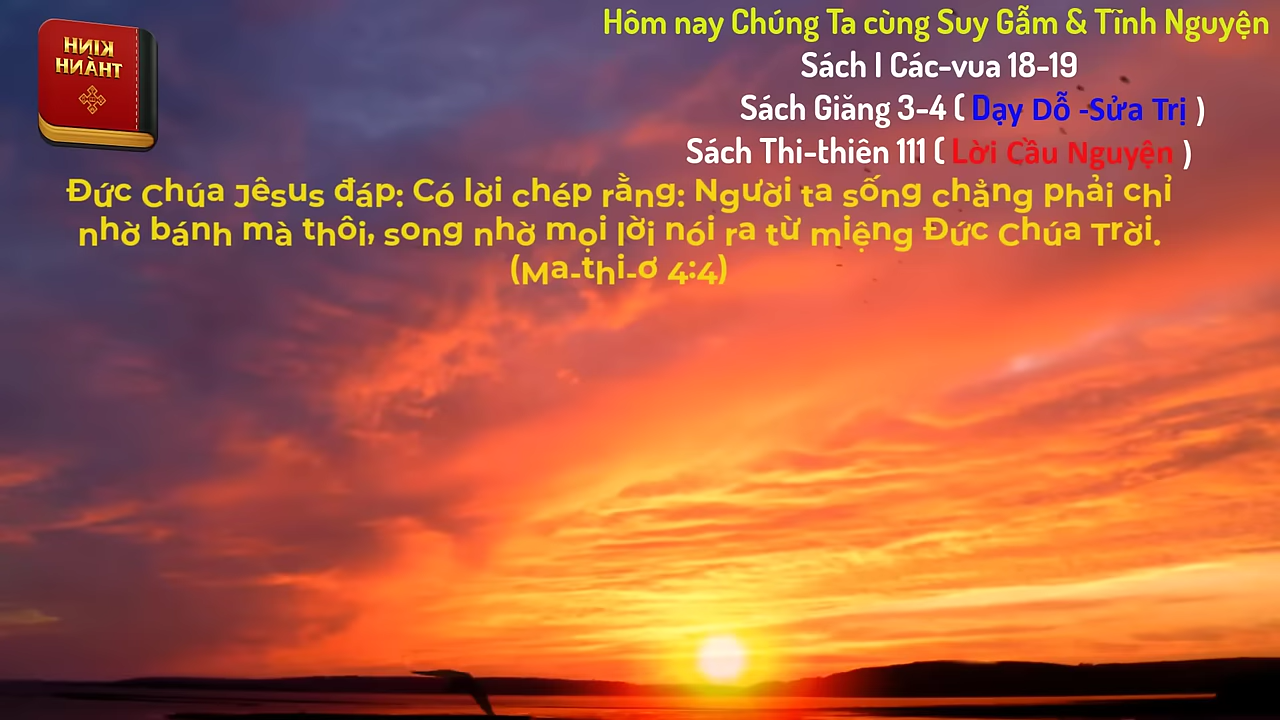 KINH
THÀNH
Hôm nay Chúng Ta cùng Suy Gẫm & Tĩnh Nguyện
Sách I Các-vua 18-19
Sách Giăng 3-4 ( Dạy Dỗ -Sửa Trị )
Sách Thi-thiên 111 ( Lời Cầu Nguyện )
Đức Chúa Jêsus đáp: Có lời chép rằng: Người ta sống chẳng phải chỉ
nhờ bánh mà thôi, song nhờ mọi lời nói ra từ miệng Đức Chúa Trời.
(Ma-thi-ơ 4:4)